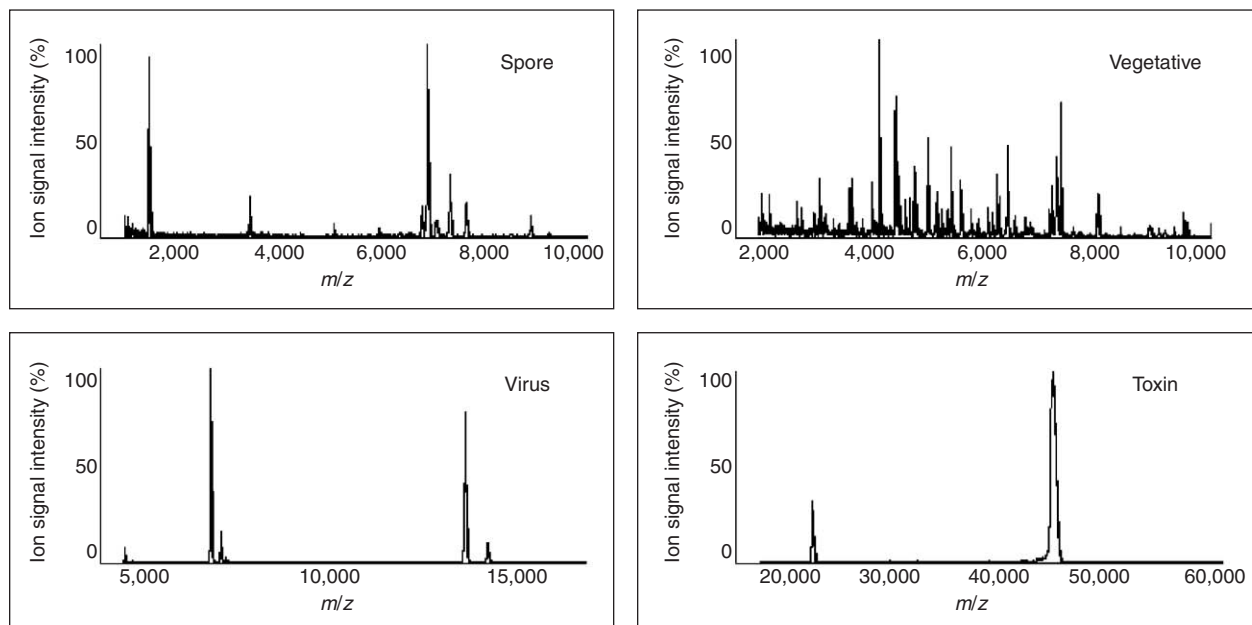 Ion signal intensity (%)
100
50
0
Spore
2,000 4,000 6,000 8,000 10,000
m/z
Ion signal intensity (%)
100
50
0
Vegetative
2,000 4,000 6,000 8,000 10,000
m/z
Ion signal intensity (%)
100
50
0
Virus
5,000 10,000 15,000
m/z
Ion signal intensity (%)
100
50
0
Toxin
20,000 30,000 40,000 50,000 60,000
m/z